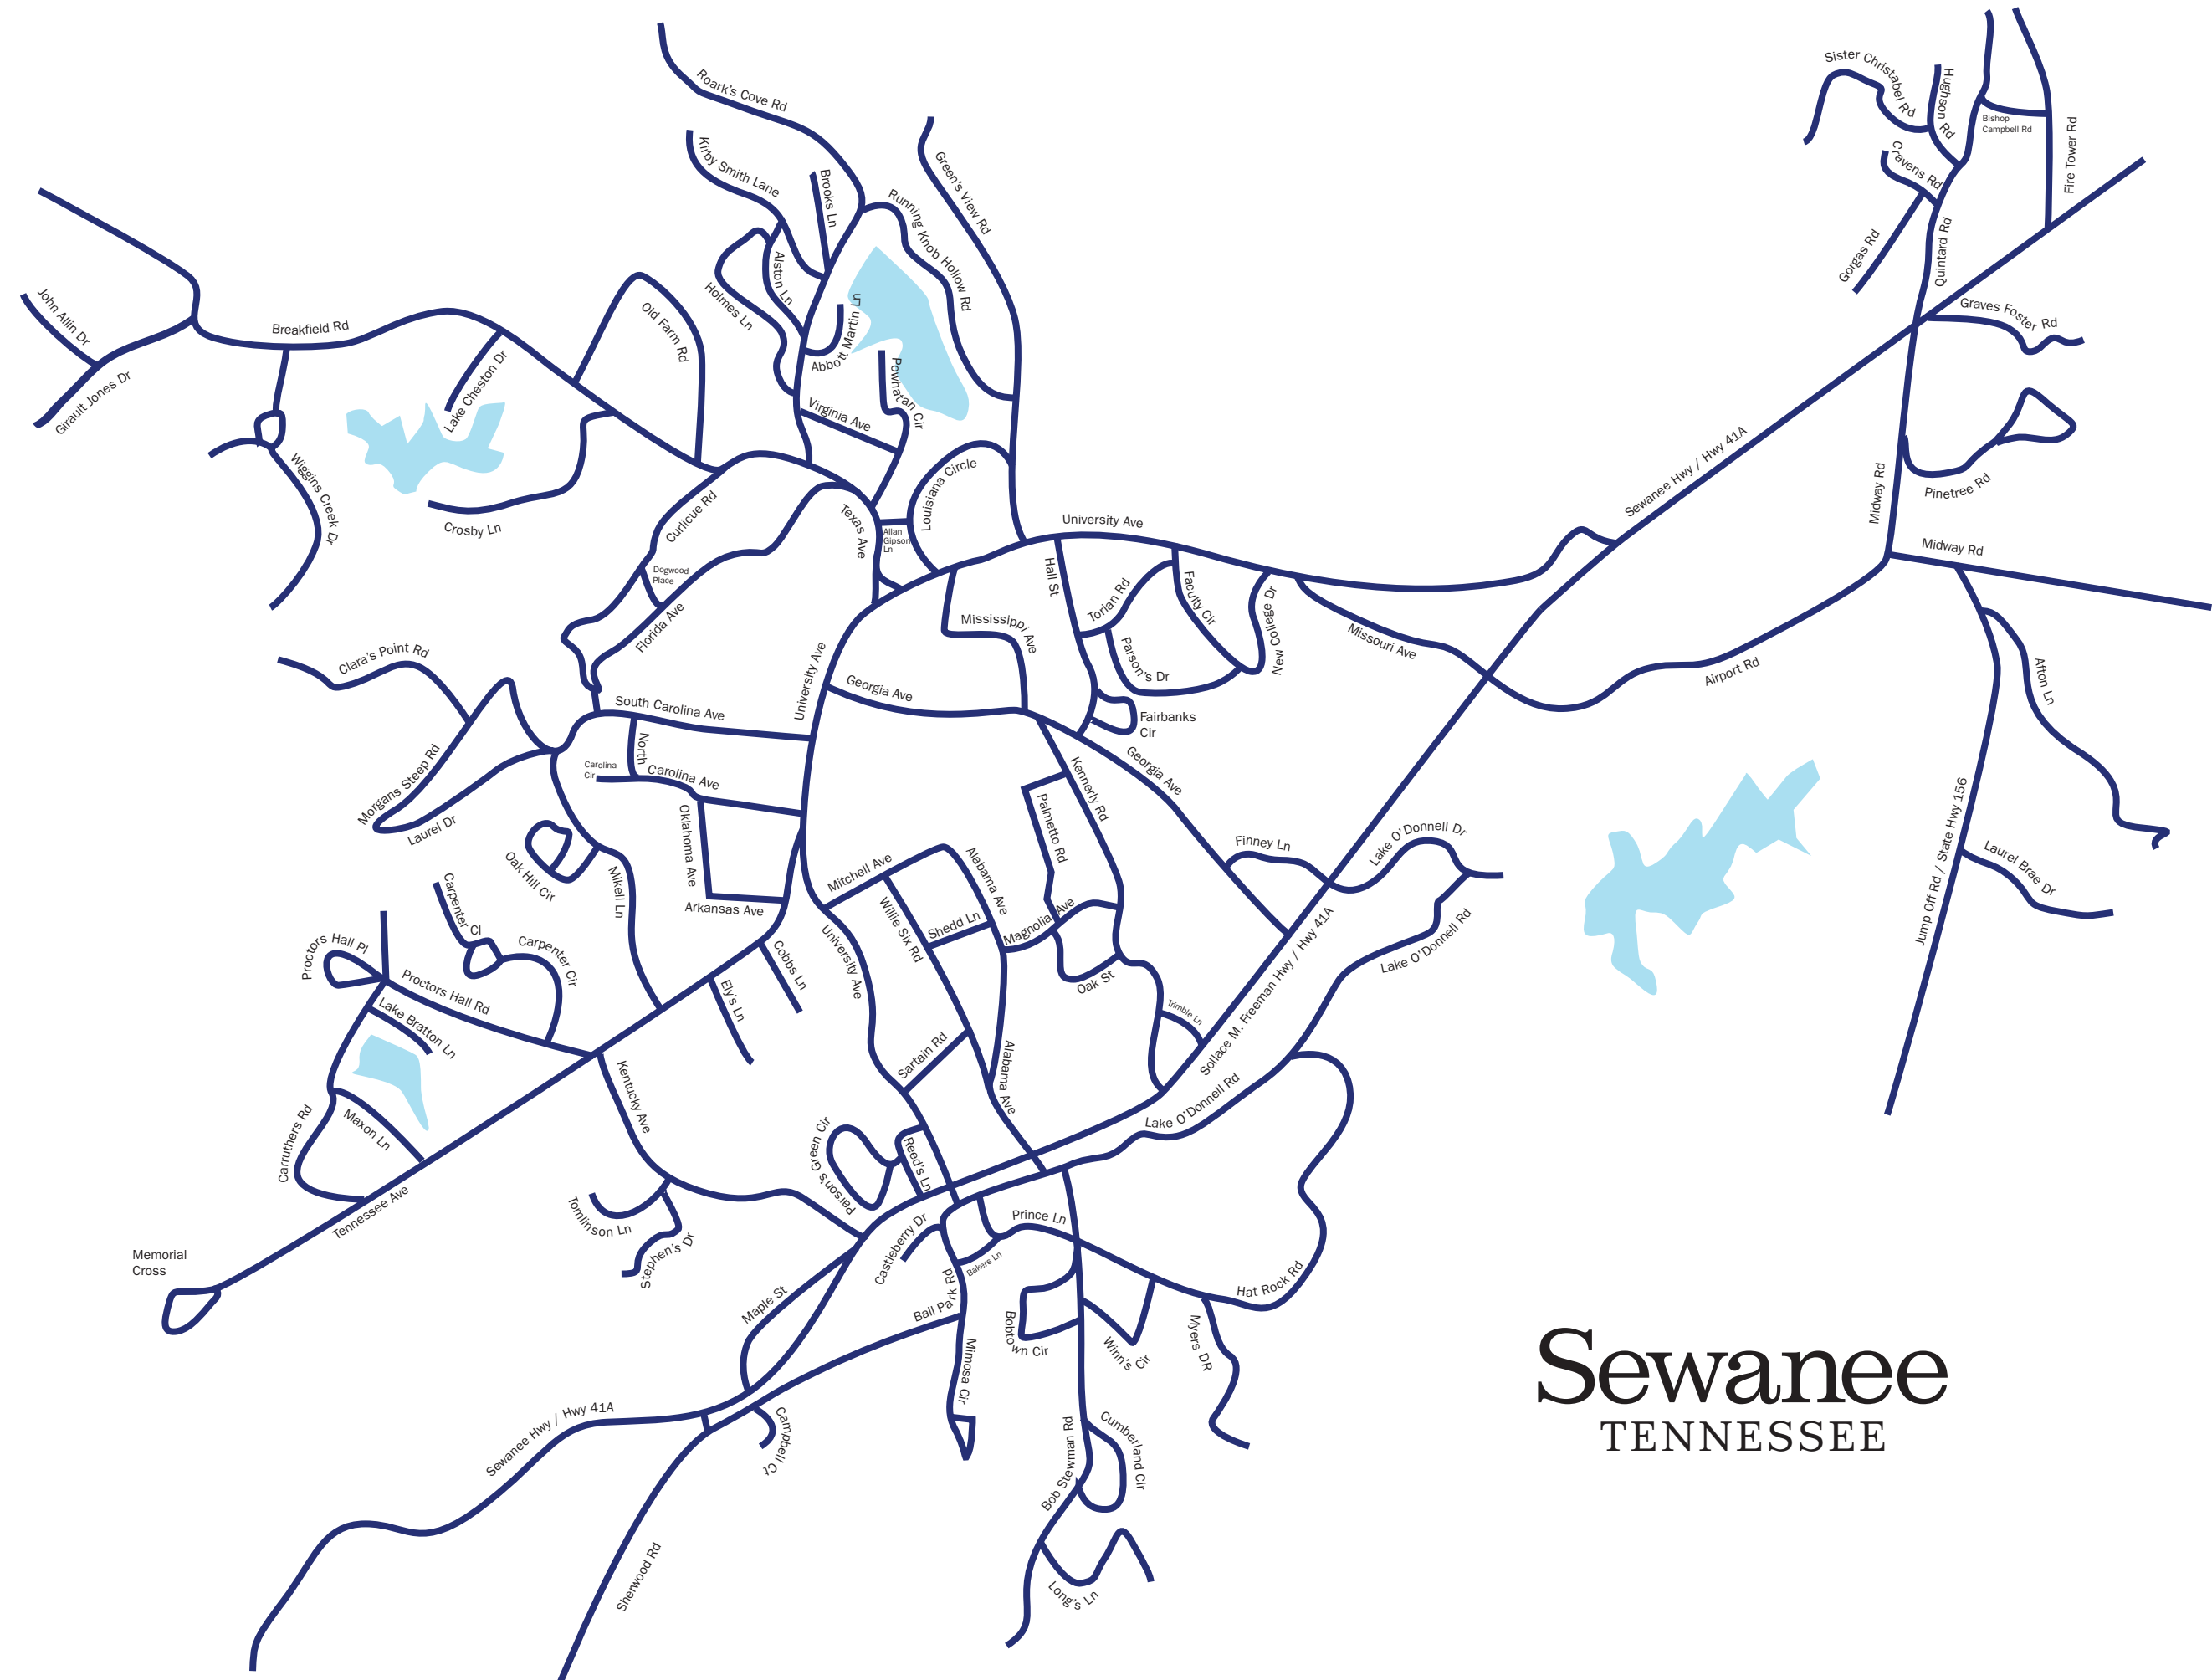 Roark's Cove Rd
Kirby Smith Lane
Brooks Ln
Green's View Rd
Running Knob Hollow Rd
Sister Christabel Rd
Hughson Rd
Bishop
Campbell Rd
Fire Tower Rd
Cravens Rd
Gorgas Rd
Quintard Rd
Graves Foster Rd
John Allin Dr
Girault Jones Dr
Breakfield Rd
Lake Cheston Dr
Old Farm Rd
Holmes Ln
Alston Ln
Abbott Martin Ln
Powhatan Cir
Virginia Ave
Wiggins Creek Dr
Crosby Ln
Curlicue Rd
Texas Ave
Allan
Gipson
Ln
Louisiana Circle
University Ave
Sewanee Hwy / Hwy 41A
Midway Rd
Pinetree Rd
Midway Rd
Dogwood
Place
Florida Ave
Hall St
Torian Rd
Faculty Cir
New College Dr
Parson's Dr
Mississippi Ave
Missouri Ave
Airport Rd
Afton Ln
Clara's Point Rd
South Carolina Ave
University Ave
Georgia Ave
Fairbanks
Cir
Georgia Ave
Carolina
Cir
North
Carolina Ave
Morgans Steep Rd
Laurel Dr
Oklahoma Ave
Arkansas Ave
Oak Hill Cir
Mikell Ln
Kennerly Rd
Palmetto Rd
Finney Ln
Lake O'Donnell Dr
Lake O'Donnell Rd
Jump Off Rd / State Hwy 156
Laurel Brae Dr
Mitchell Ave
Alabama Ave
Willie Six Rd
Shedd Ln
Magnolia Ave
Oak St
Trimble Ln
Sollace M. Freeman Hwy / Hwy 41A
Carpenter Cl
Carpenter Cir
Proctors Hall Pl
Proctors Hall Rd
Lake Bratton Ln
Cobbs Ln
Ely's Ln
University Ave
Sartain Rd
Alabama Ave
Lake O'Donnell Rd
Carruthers Rd
Maxon Ln
Kentucky Ave
Tennessee Ave
Memorial
Cross
Tomlinson Ln
Stephen's Dr
Parson's Green Cir
Reed's Ln
Castleberry Dr
Prince Ln
Bakers Ln
Maple St
Ball Park Rd
Mimosa Cir
Bobtown Cir
Winn's Cir
Hat Rock Rd
Myers DR
Campbell Ct
Sewanee Hwy / Hwy 41A
Sherwood Rd
Bob Stewman Rd
Cumberland Cir
Long's Ln
Sewanee
TENNESSEE